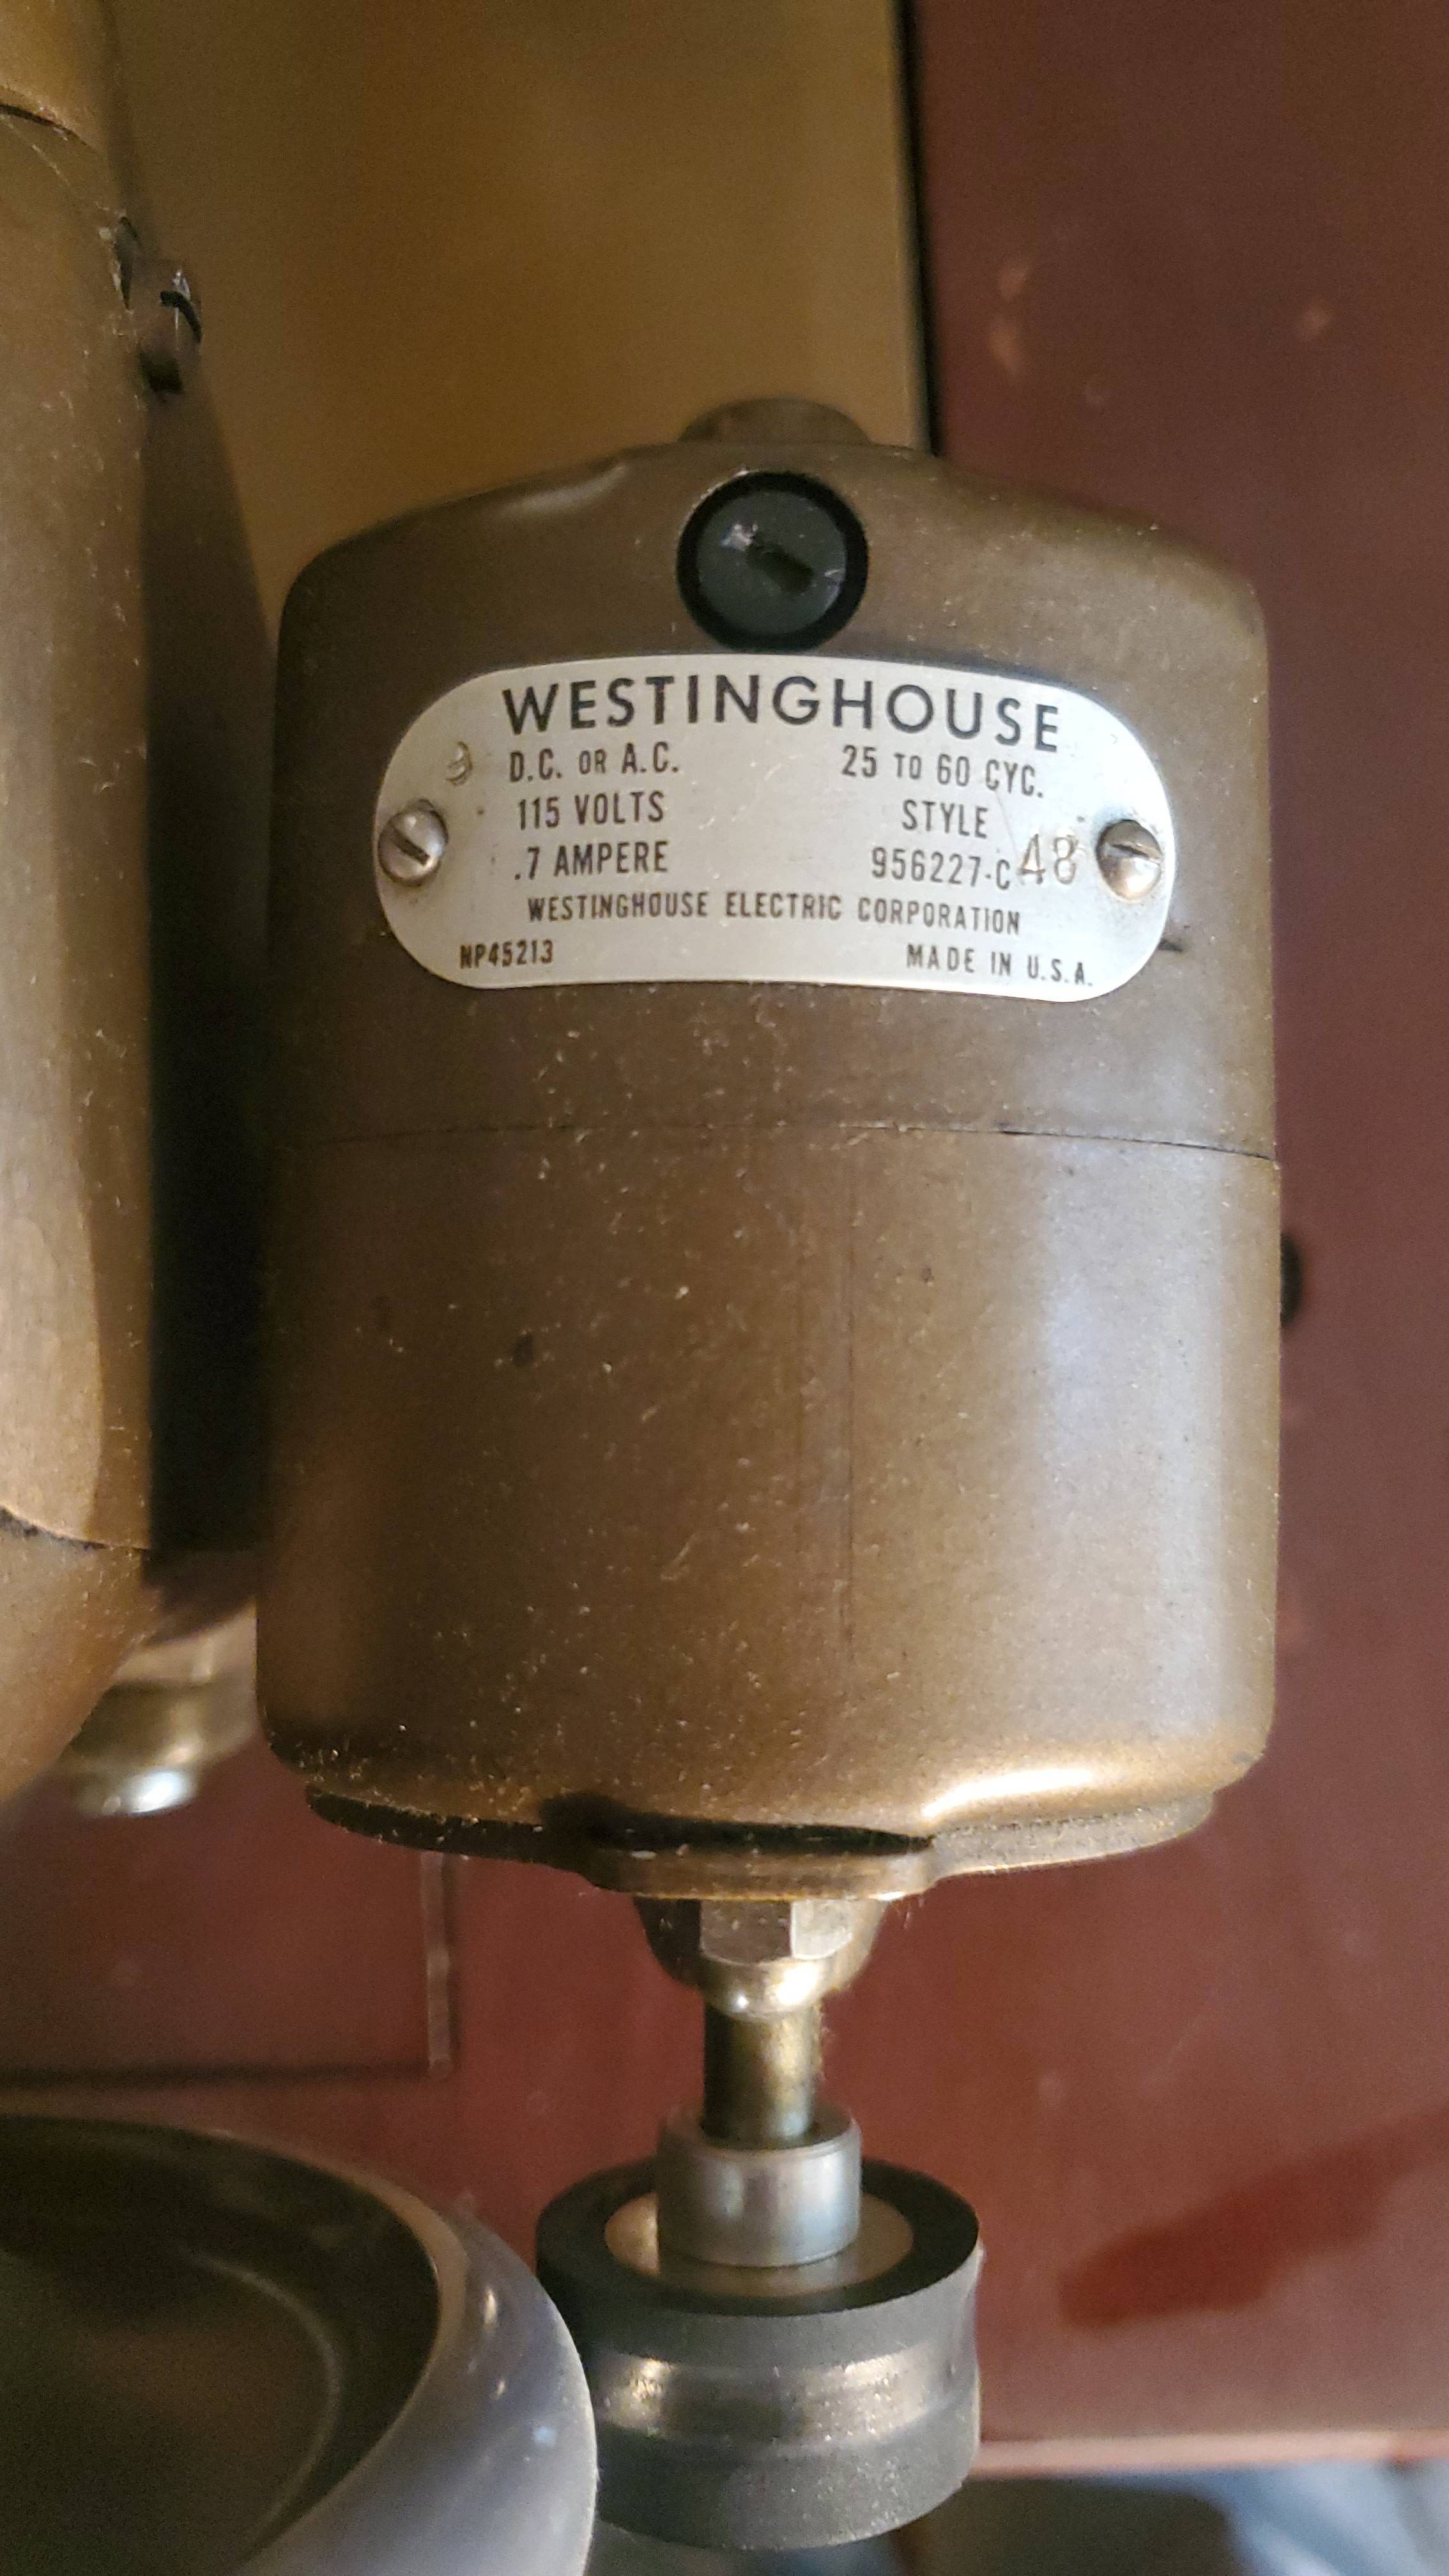 WESTINGHOUSE
D.C. OR A.C. 25 TO 60 CYC.
115 VOLTS STYLE
.7 AMPERE 956227-C 48
WESTINGHOUSE ELECTRIC CORPORATION
NP45213 MADE IN U.S.A.